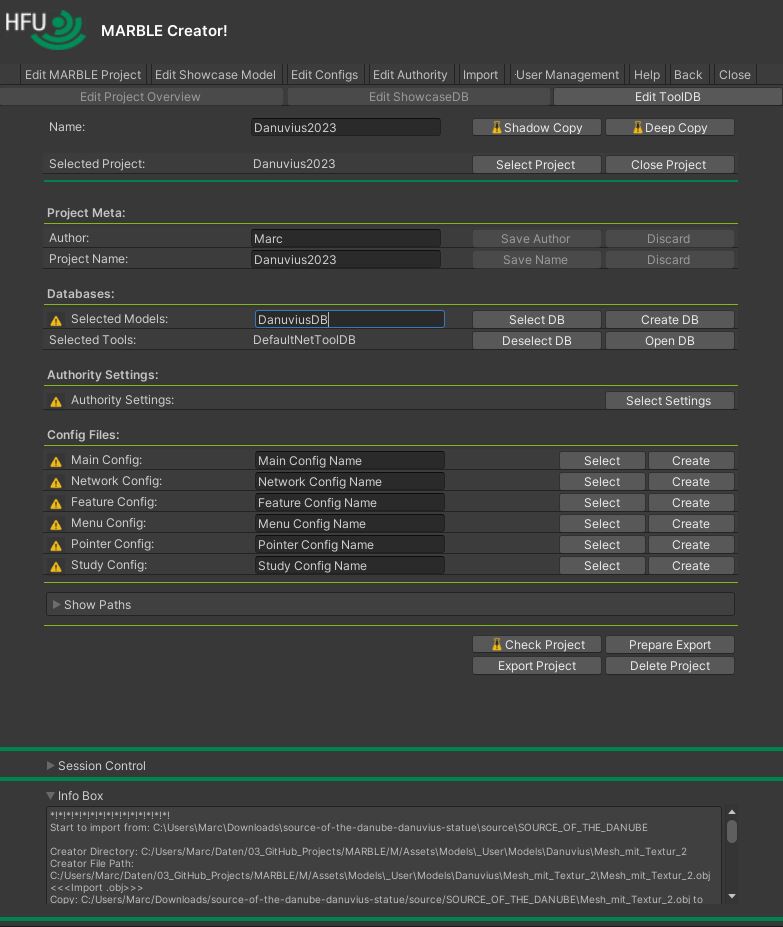 HFU
MARBLE Creator!
Edit MARBLE Project Edit Showcase Model Edit Configs Edit Authority Import User Management Help Back Close
Edit Project Overview Edit ShowcaseDB Edit ToolDB
Name: Danuvius2023 Shadow Copy Deep Copy
Selected Project: Danuvius2023 Select Project Close Project
Project Meta:
Author: Marc Save Author Discard
Project Name: Danuvius2023 Save Name Discard
Databases:
Selected Models: DanuviusDB Select DB Create DB
Selected Tools: DefaultNetToolDB Deselect DB Open DB
Authority Settings:
Authority Settings: Select Settings
Config Files:
Main Config: Main Config Name Select Create
Network Config: Network Config Name Select Create
Feature Config: Feature Config Name Select Create
Menu Config: Menu Config Name Select Create
Pointer Config: Pointer Config Name Select Create
Study Config: Study Config Name Select Create
Show Paths
Check Project Prepare Export
Export Project Delete Project
Session Control
Info Box
*!*!*!*!*!*!*!*!*!*!*!*!*!*!*!
Start to import from: C:\Users\Marc\Downloads\source-of-the-danube-danuvius-statue\source\SOURCE_OF_THE_DANUBE
Creator Directory: C:/Users/Marc/Daten/03_GitHub_Projects/MARBLE/M/Assets\Models\_User\Models\Danuvius\Mesh_mit_Textur_2
Creator File Path:
C:/Users/Marc/Daten/03_GitHub_Projects/MARBLE/M/Assets\Models\_User\Models\Danuvius\Mesh_mit_Textur_2\Mesh_mit_Textur_2.obj
<<<Import .obj>>>
Copy: C:/Users/Marc/Downloads/source-of-the-danube-danuvius-statue/source/SOURCE_OF_THE_DANUBE\Mesh_mit_Textur_2.obj to